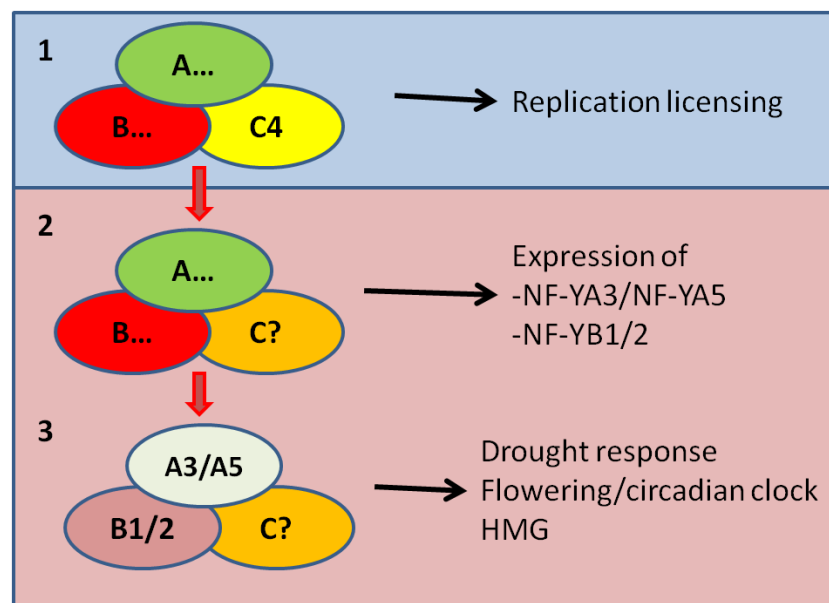 1
A...
B...
C4
Replication licensing
2
A...
B...
C?
Expression of
-NF-YA3/NF-YA5
-NF-YB1/2
3
A3/A5
B1/2
C?
Drought response
Flowering/circadian clock
HMG